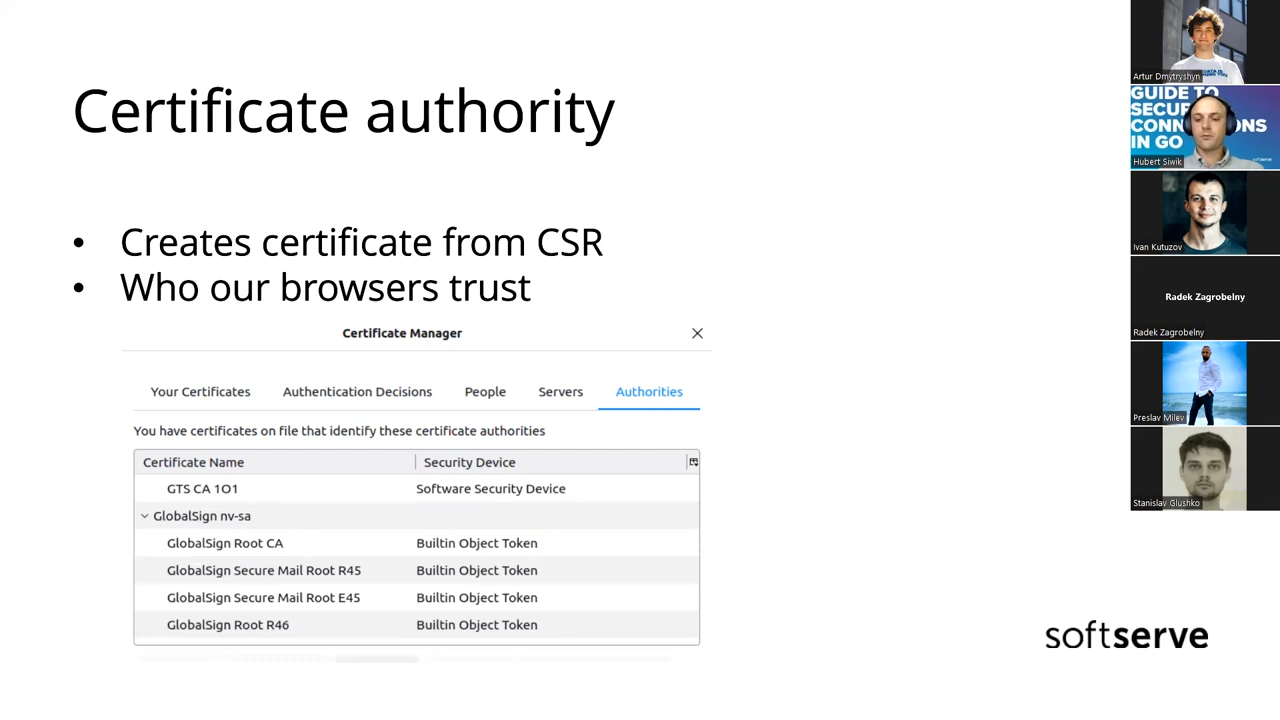 Certificate authority
• Creates certificate from CSR
• Who our browsers trust
Certificate Manager
Your Certificates Authentication Decisions People Servers Authorities
You have certificates on file that identify these certificate authorities
Certificate Name Security Device
GTS CA 1O1 Software Security Device
GlobalSign nv-sa
GlobalSign Root CA Builtin Object Token
GlobalSign Secure Mail Root R45 Builtin Object Token
GlobalSign Secure Mail Root E45 Builtin Object Token
GlobalSign Root R46 Builtin Object Token
softserve
Artur Dmytryshyn
GUIDE TO
SECU
CONN ONS
IN GO
softserve
Hubert Siwik
Ivan Kutuzov
Radek Zagrobelny
Radek Zagrobelny
Preslav Milev
Stanislav Glushko